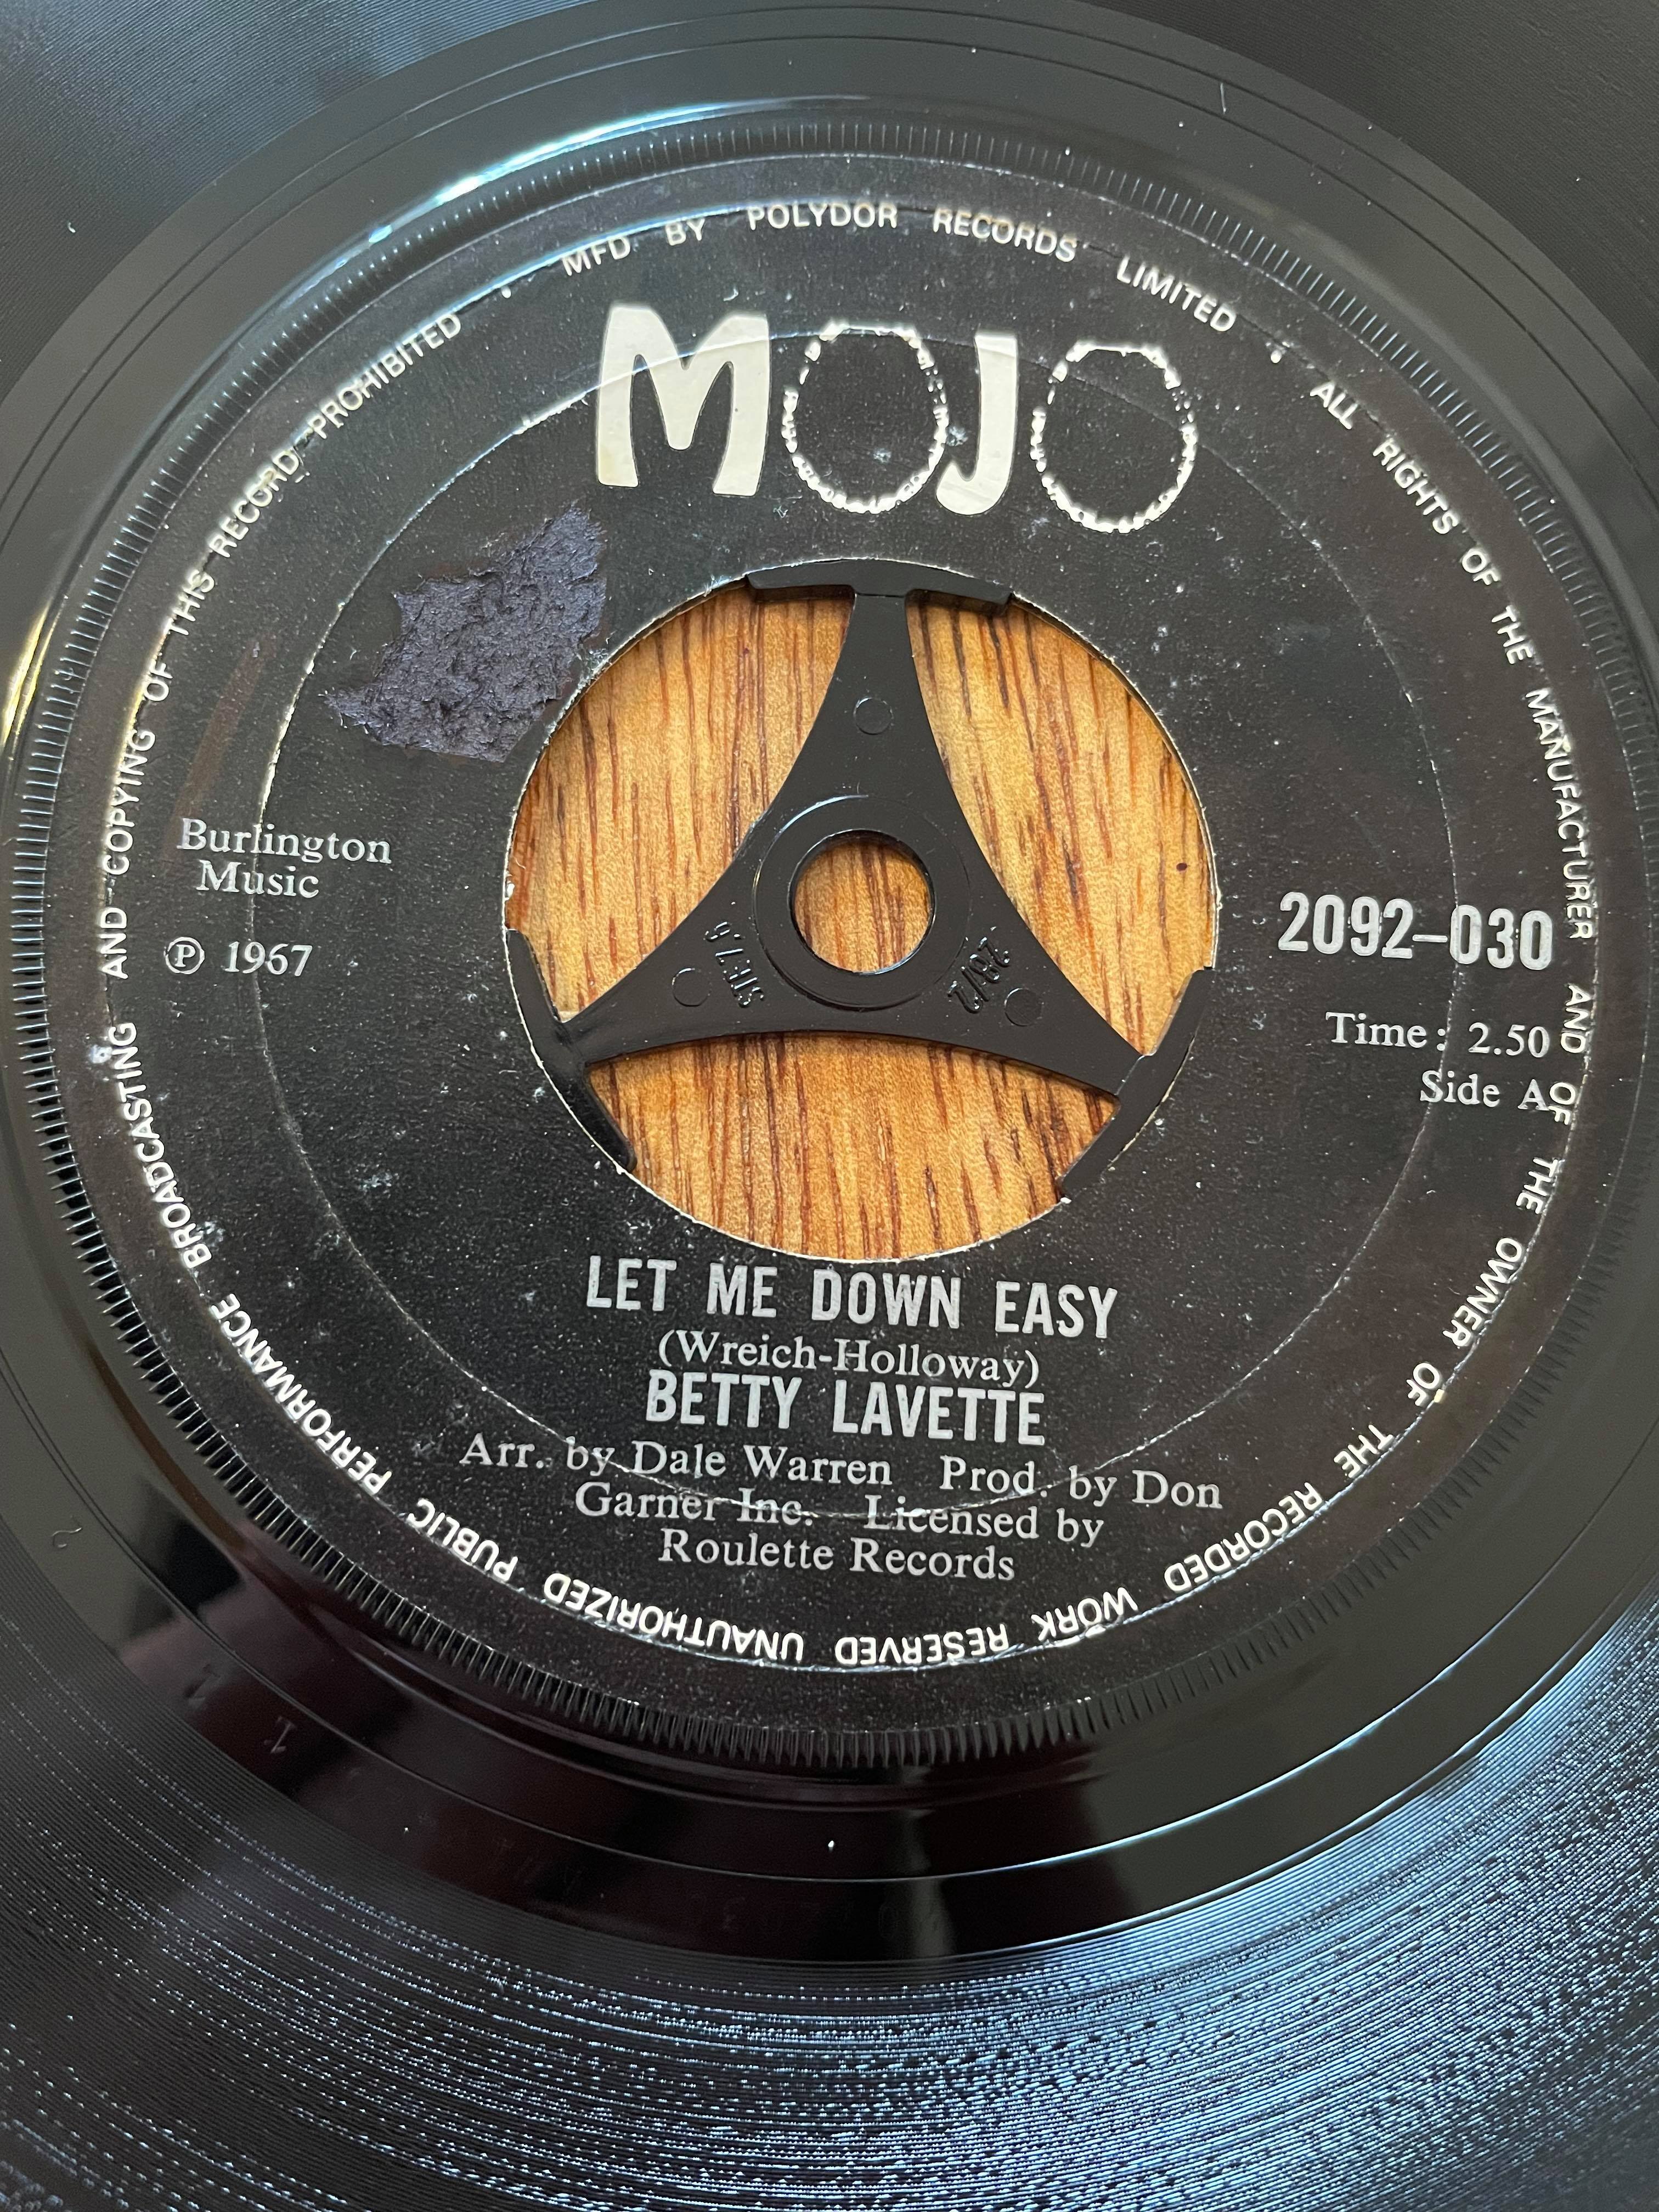 MFD BY POLYDOR RECORDS LIMITED · ALL RIGHTS OF THE MANUFACTURER AND OF THE OWNER OF THE RECORDED WORK RESERVED UNAUTHORIZED PUBLIC PERFORMANCE BROADCASTING AND COPYING OF THIS RECORD PROHIBITED ·
MOJO
Burlington
Music
Ⓟ 1967
2092-030
Time: 2.50
Side A
LET ME DOWN EASY
(Wreich-Holloway)
BETTY LAVETTE
Arr. by Dale Warren Prod. by Don
Garner Inc. Licensed by
Roulette Records